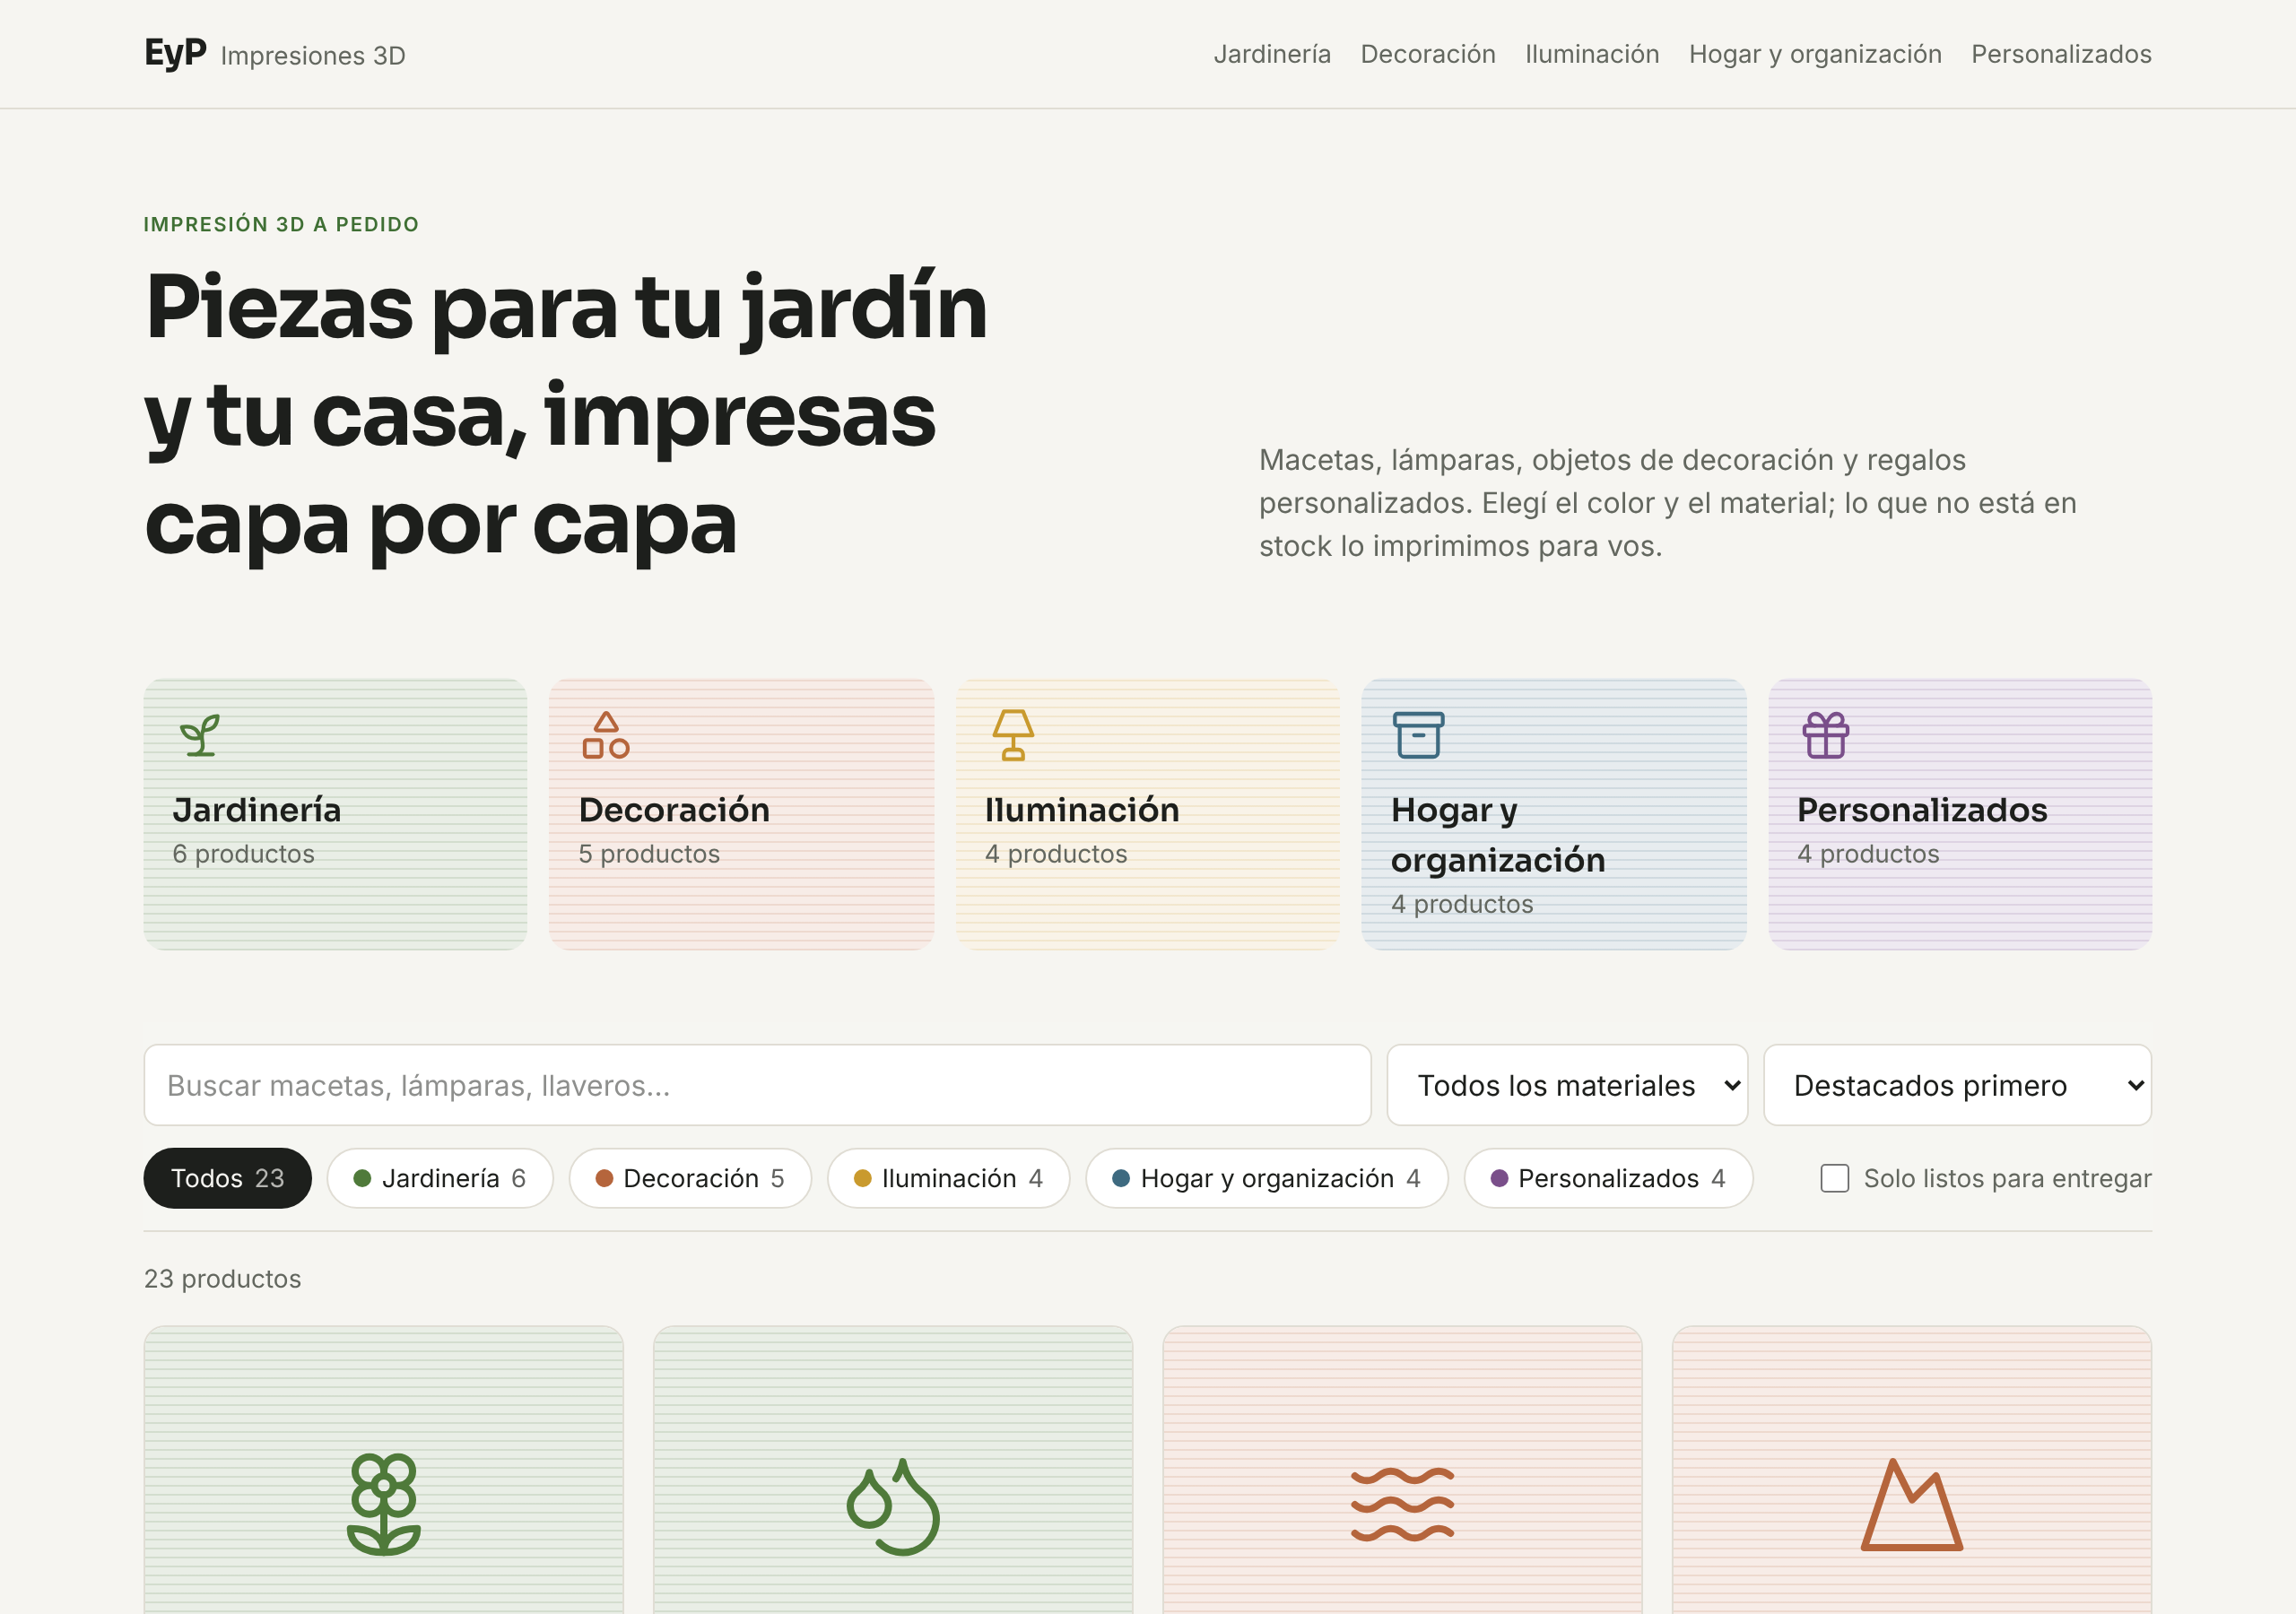 EyP Impresiones 3D
Jardinería Decoración Iluminación Hogar y organización Personalizados
IMPRESIÓN 3D A PEDIDO
Piezas para tu jardín
y tu casa, impresas
capa por capa
Macetas, lámparas, objetos de decoración y regalos
personalizados. Elegí el color y el material; lo que no está en
stock lo imprimimos para vos.
Jardinería
6 productos
Decoración
5 productos
Iluminación
4 productos
Hogar y
organización
4 productos
Personalizados
4 productos
Buscar macetas, lámparas, llaveros...
Todos los materiales
Destacados primero
Todos 23
Jardinería 6
Decoración 5
Iluminación 4
Hogar y organización 4
Personalizados 4
Solo listos para entregar
23 productos